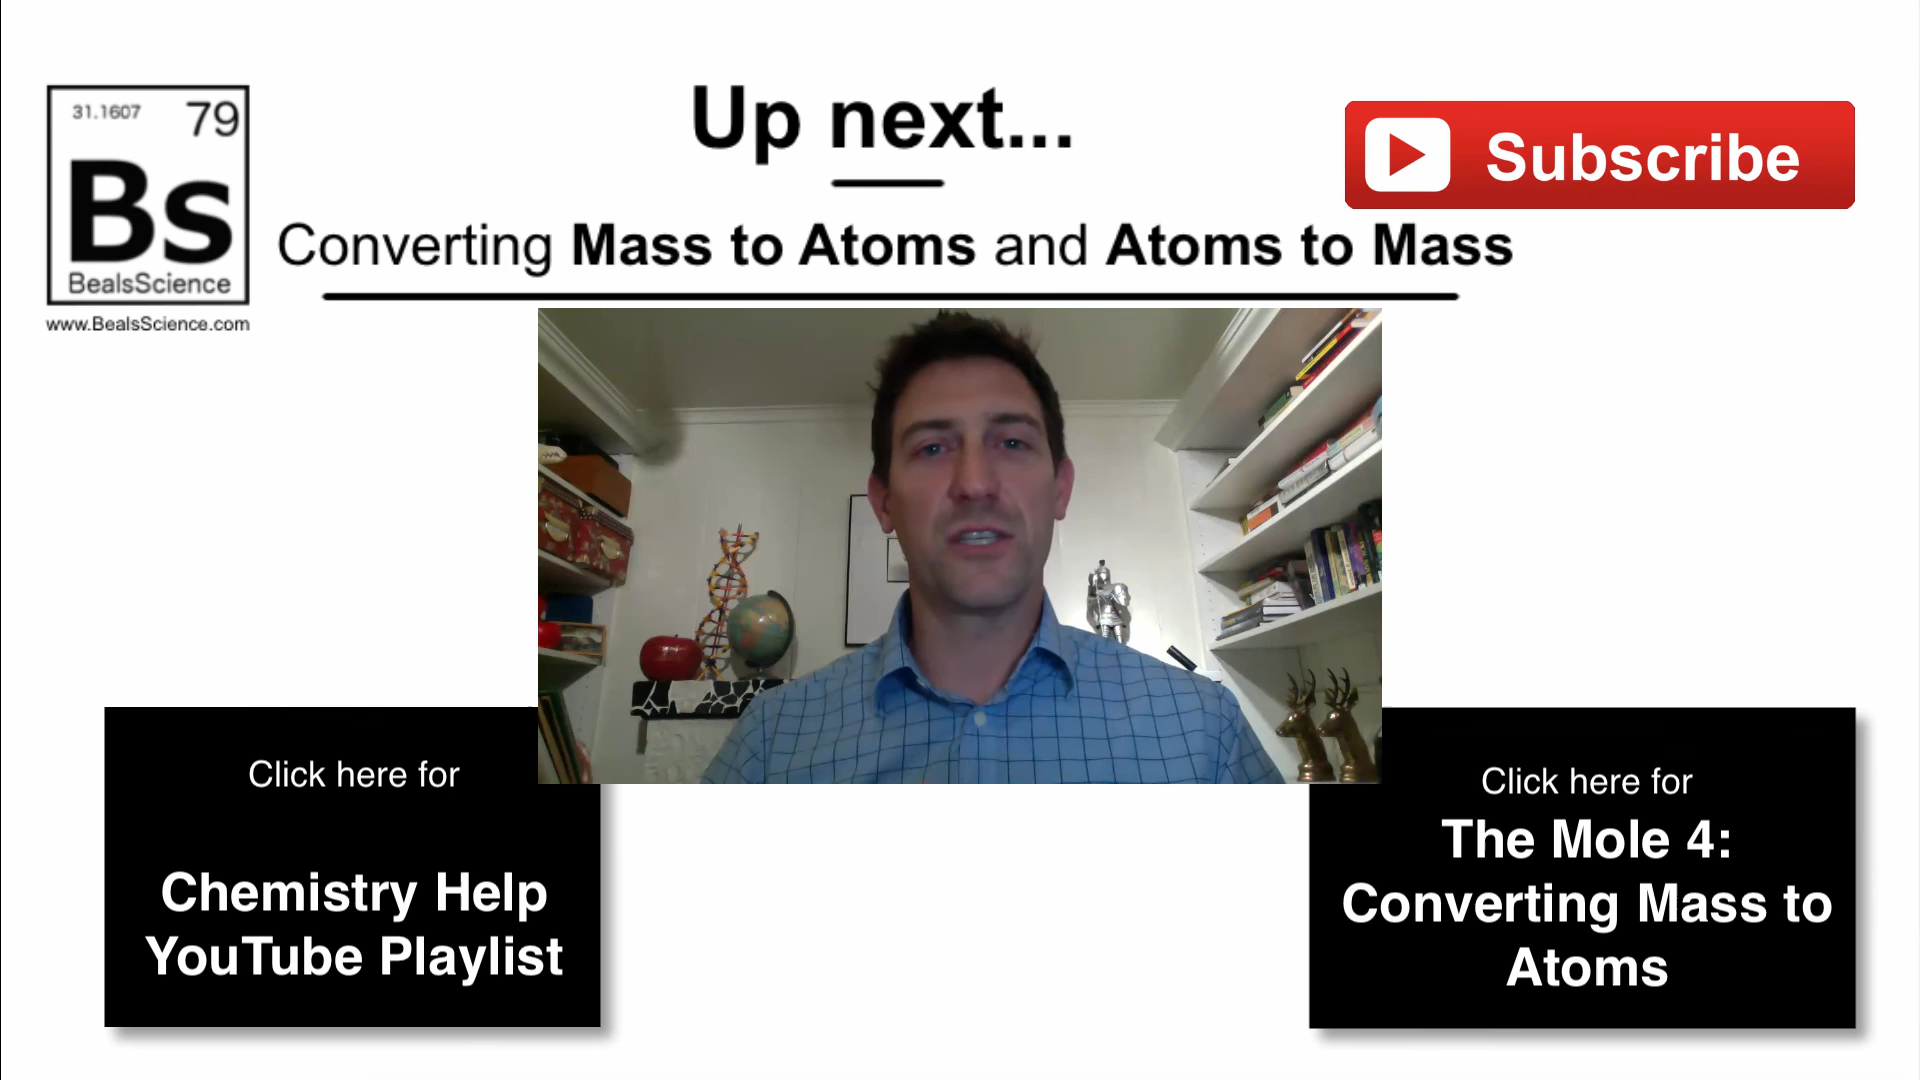 31.1607 79
Bs
BealsScience
www.BealsScience.com
Up next...
Converting Mass to Atoms and Atoms to Mass
Subscribe
Click here for
Chemistry Help
YouTube Playlist
Click here for
The Mole 4:
Converting Mass to
Atoms